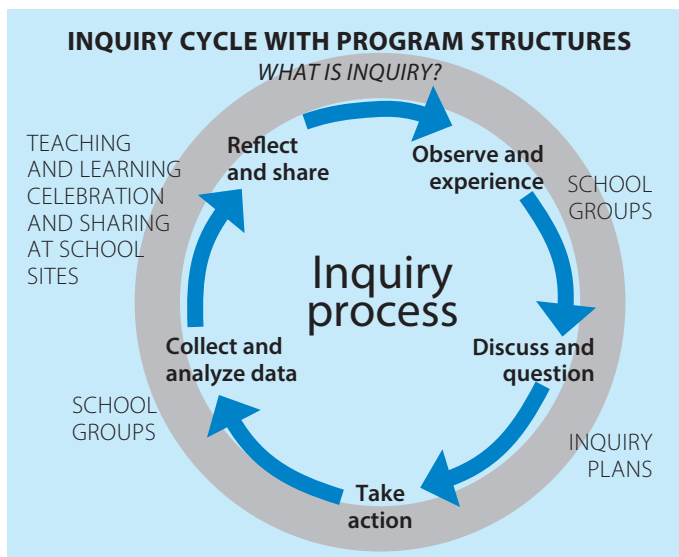 INQUIRY CYCLE WITH PROGRAM STRUCTURES
WHAT IS INQUIRY?
Reflect
and share
Observe and
experience
TEACHING
AND LEARNING
CELEBRATION
AND SHARING
AT SCHOOL
SITES
SCHOOL
GROUPS
Inquiry
process
Collect and
analyze data
Discuss and
question
SCHOOL
GROUPS
INQUIRY
PLANS
Take
action